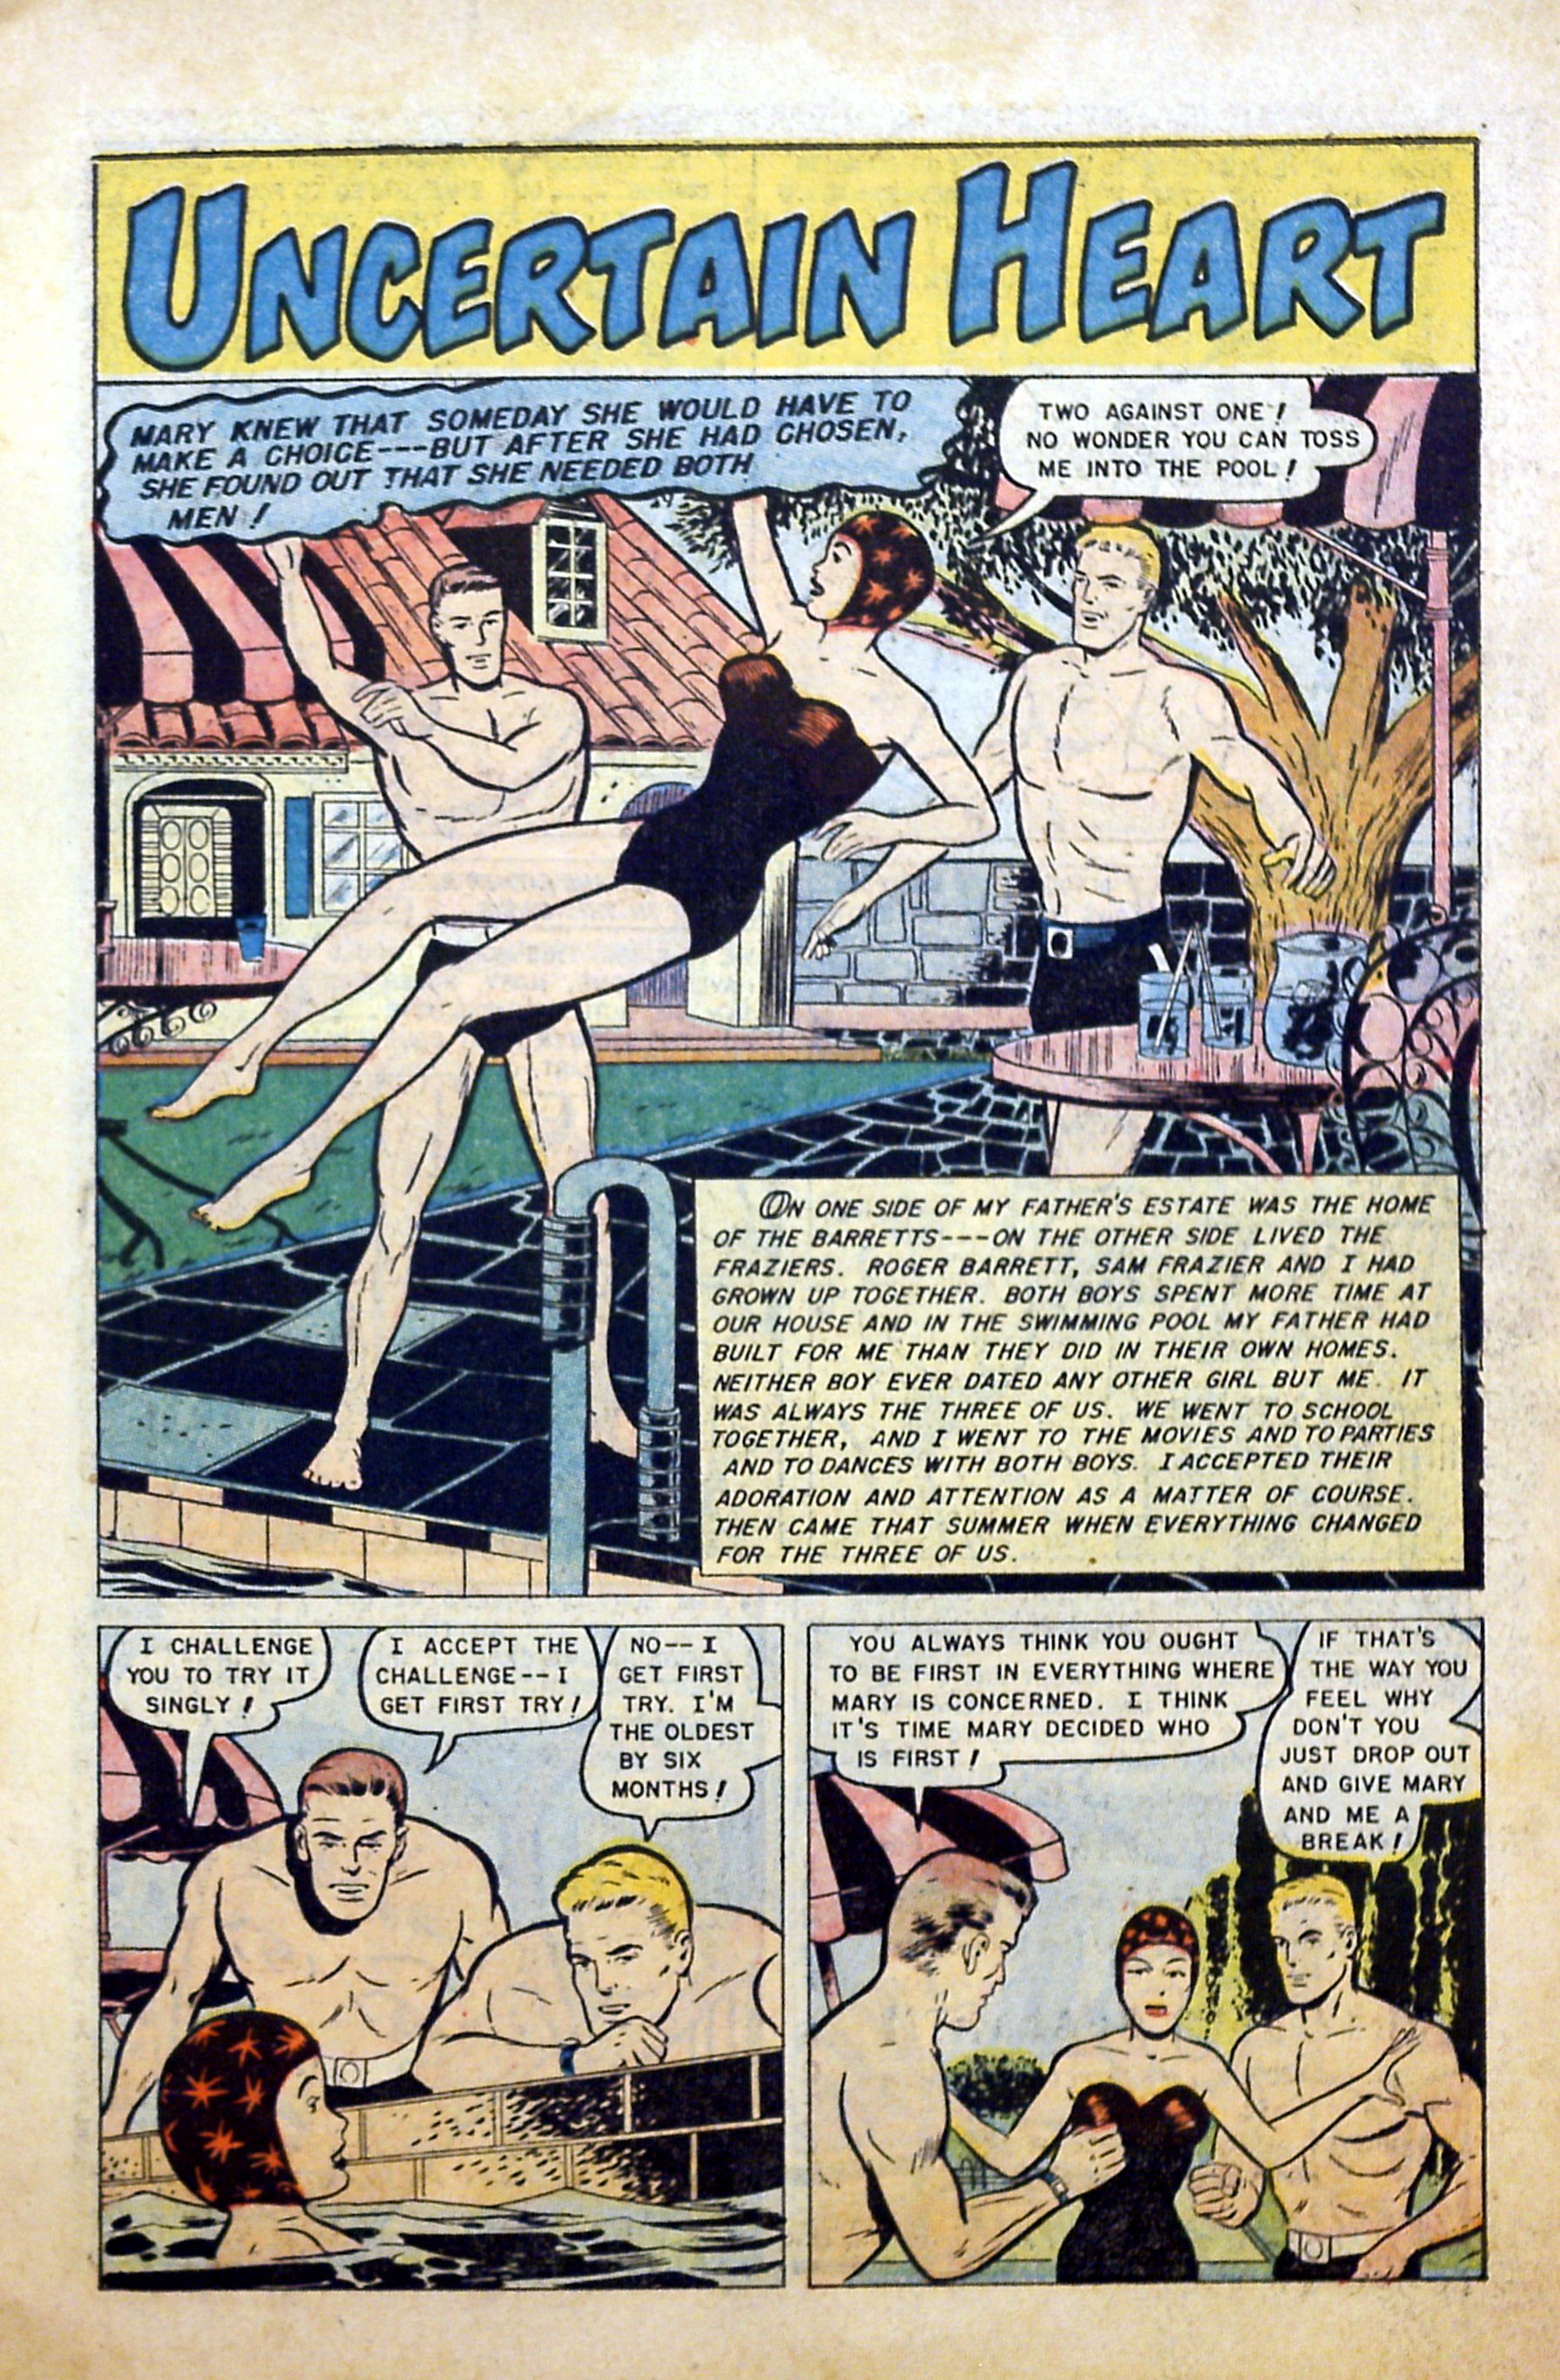 UNCERTAIN HEART
MARY KNEW THAT SOMEDAY SHE WOULD HAVE TO
MAKE A CHOICE---BUT AFTER SHE HAD CHOSEN,
SHE FOUND OUT THAT SHE NEEDED BOTH
MEN!
TWO AGAINST ONE!
NO WONDER YOU CAN TOSS
ME INTO THE POOL!
ON ONE SIDE OF MY FATHER'S ESTATE WAS THE HOME
OF THE BARRETTS---ON THE OTHER SIDE LIVED THE
FRAZIERS. ROGER BARRETT, SAM FRAZIER AND I HAD
GROWN UP TOGETHER. BOTH BOYS SPENT MORE TIME AT
OUR HOUSE AND IN THE SWIMMING POOL MY FATHER HAD
BUILT FOR ME THAN THEY DID IN THEIR OWN HOMES.
NEITHER BOY EVER DATED ANY OTHER GIRL BUT ME. IT
WAS ALWAYS THE THREE OF US. WE WENT TO SCHOOL
TOGETHER, AND I WENT TO THE MOVIES AND TO PARTIES
AND TO DANCES WITH BOTH BOYS. I ACCEPTED THEIR
ADORATION AND ATTENTION AS A MATTER OF COURSE.
THEN CAME THAT SUMMER WHEN EVERYTHING CHANGED
FOR THE THREE OF US.
I CHALLENGE
YOU TO TRY IT
SINGLY!
I ACCEPT THE
CHALLENGE--I
GET FIRST TRY!
NO--I
GET FIRST
TRY. I'M
THE OLDEST
BY SIX
MONTHS!
YOU ALWAYS THINK YOU OUGHT
TO BE FIRST IN EVERYTHING WHERE
MARY IS CONCERNED. I THINK
IT'S TIME MARY DECIDED WHO
IS FIRST!
IF THAT'S
THE WAY YOU
FEEL WHY
DON'T YOU
JUST DROP OUT
AND GIVE MARY
AND ME A
BREAK!